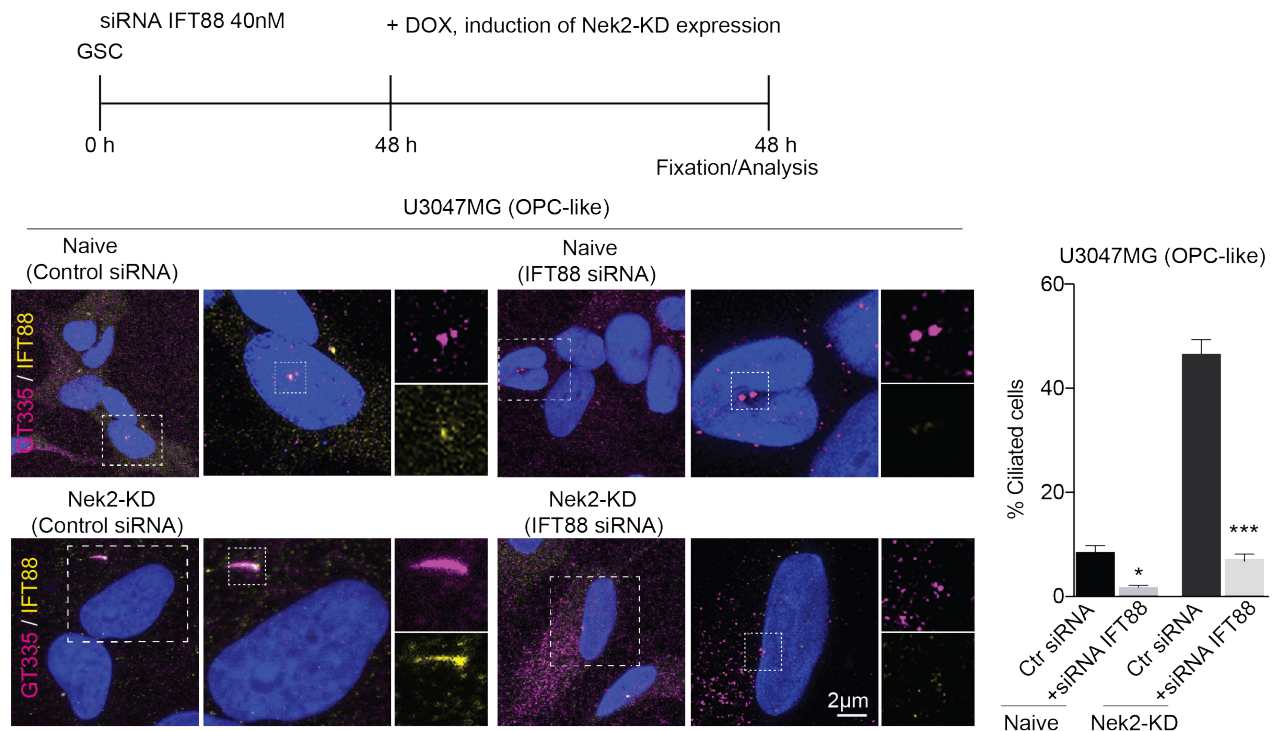 siRNA IFT88 40nM
+ DOX, induction of Nek2-KD expression
GSC
0 h
48 h
48 h
Fixation/Analysis
U3047MG (OPC-like)
Naive
(Control siRNA)
Naive
(IFT88 siRNA)
GT335 / IFT88
Nek2-KD
(Control siRNA)
Nek2-KD
(IFT88 siRNA)
GT335 / IFT88
2µm
U3047MG (OPC-like)
60
40
20
0
% Ciliated cells
*
***
Ctr siRNA
+siRNA IFT88
Ctr siRNA
+siRNA IFT88
Naive
Nek2-KD